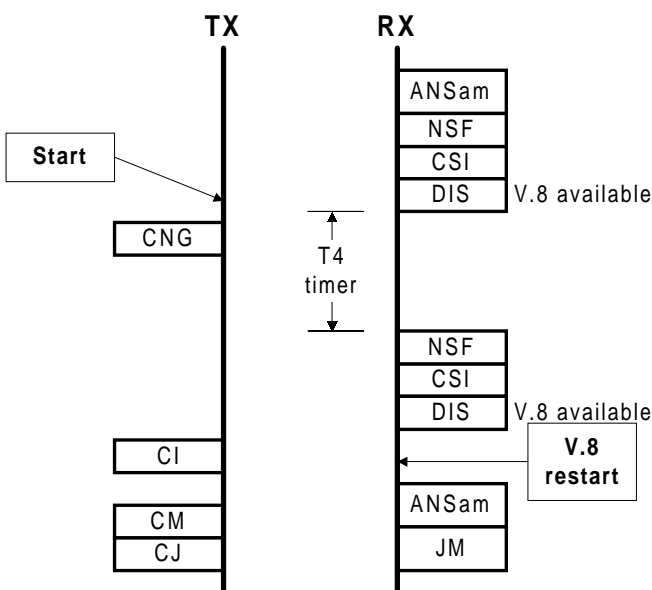 TX RX
ANSam
NSF
Start
CSI
DIS V.8 available
CNG
T4
timer
NSF
CSI
DIS V.8 available
CI
V.8
restart
ANSam
CM
CJ
JM